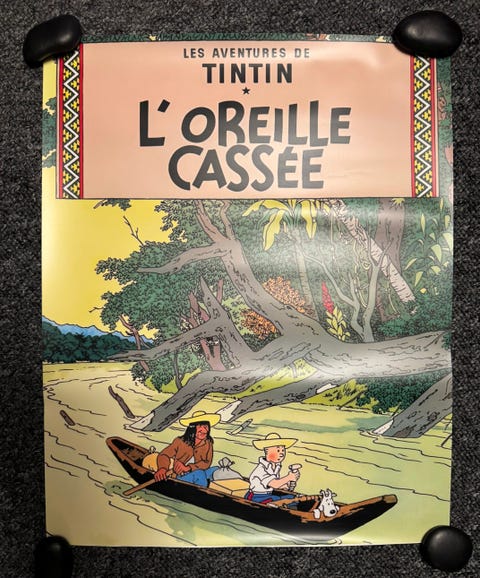 LES AVENTURES DE
TINTIN
L'OREILLE
CASSÉE